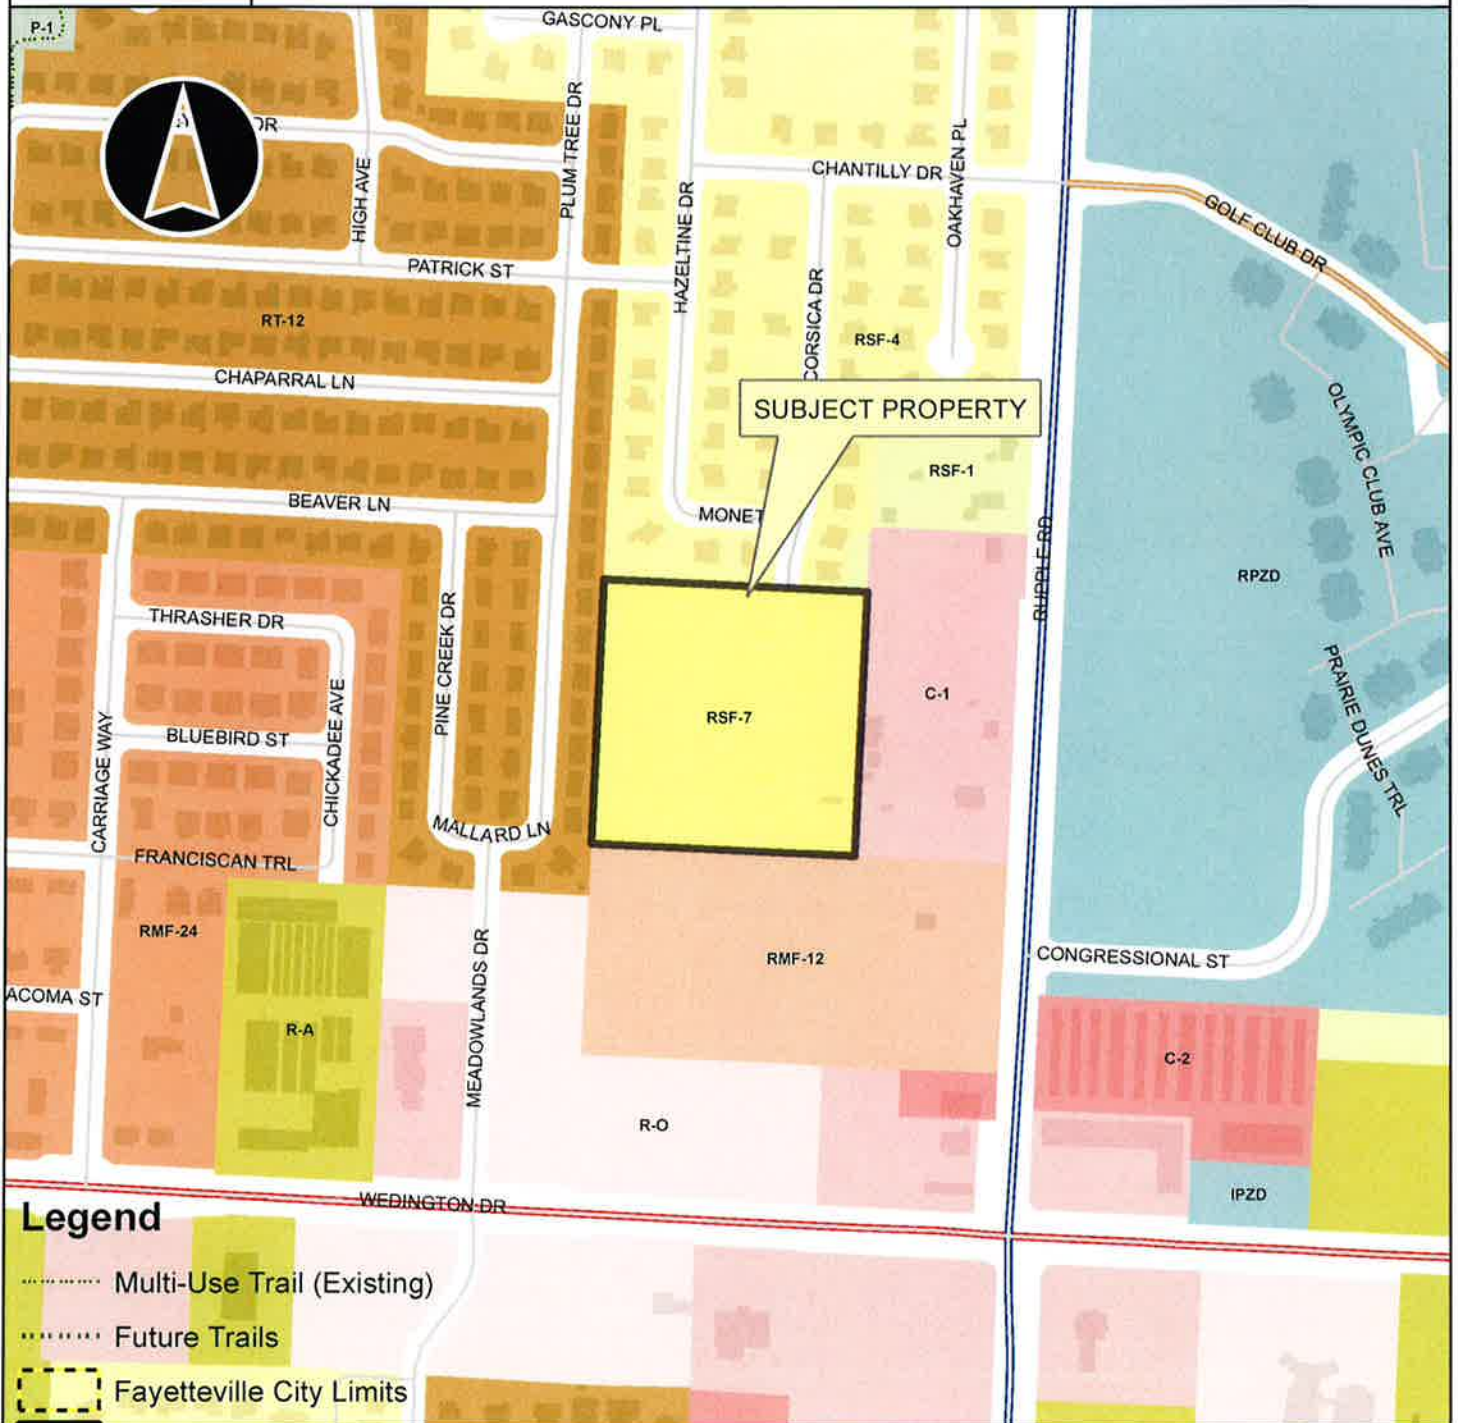 P-1
GASCONY PL
DR
PLUM TREE DR
HIGH AVE
CHANTILLY DR
OAKHAVEN PL
HAZELTINE DR
GOLF CLUB DR
PATRICK ST
RT-12
CORSICA DR
RSF-4
CHAPARRAL LN
SUBJECT PROPERTY
OLYMPIC CLUB AVE
RSF-1
BEAVER LN
MONET
RUPPLE RD
RPZD
THRASHER DR
PINE CREEK DR
CHICKADEE AVE
CARRIAGE WAY
BLUEBIRD ST
RSF-7
C-1
PRAIRIE DUNES TRL
MALLARD LN
FRANCISCAN TRL
RMF-24
MEADOWLANDS DR
RMF-12
CONGRESSIONAL ST
ACOMA ST
R-A
C-2
R-O
WEDINGTON DR
IPZD
Legend
Multi-Use Trail (Existing)
Future Trails
Fayetteville City Limits